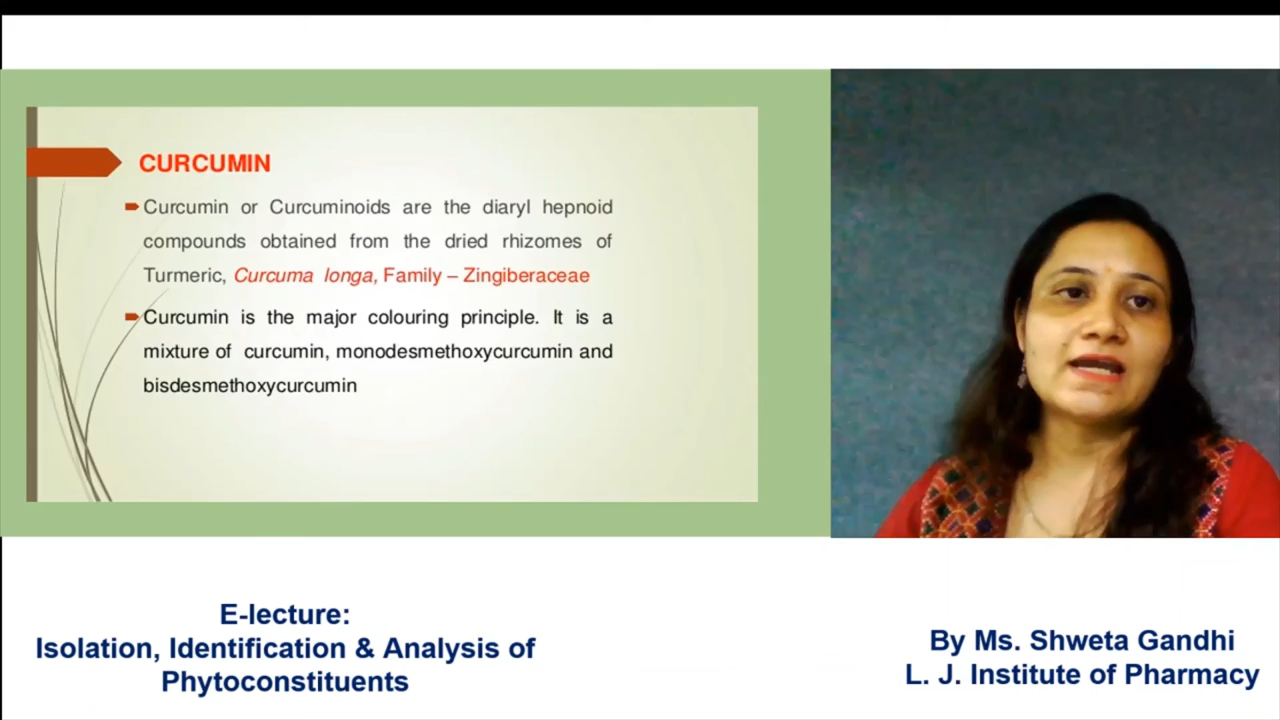 CURCUMIN
Curcumin or Curcuminoids are the diaryl hepnoid
compounds obtained from the dried rhizomes of
Turmeric, Curcuma longa, Family – Zingiberaceae
Curcumin is the major colouring principle. It is a
mixture of curcumin, monodesmethoxycurcumin and
bisdesmethoxycurcumin
E-lecture:
Isolation, Identification & Analysis of
Phytoconstituents
By Ms. Shweta Gandhi
L. J. Institute of Pharmacy